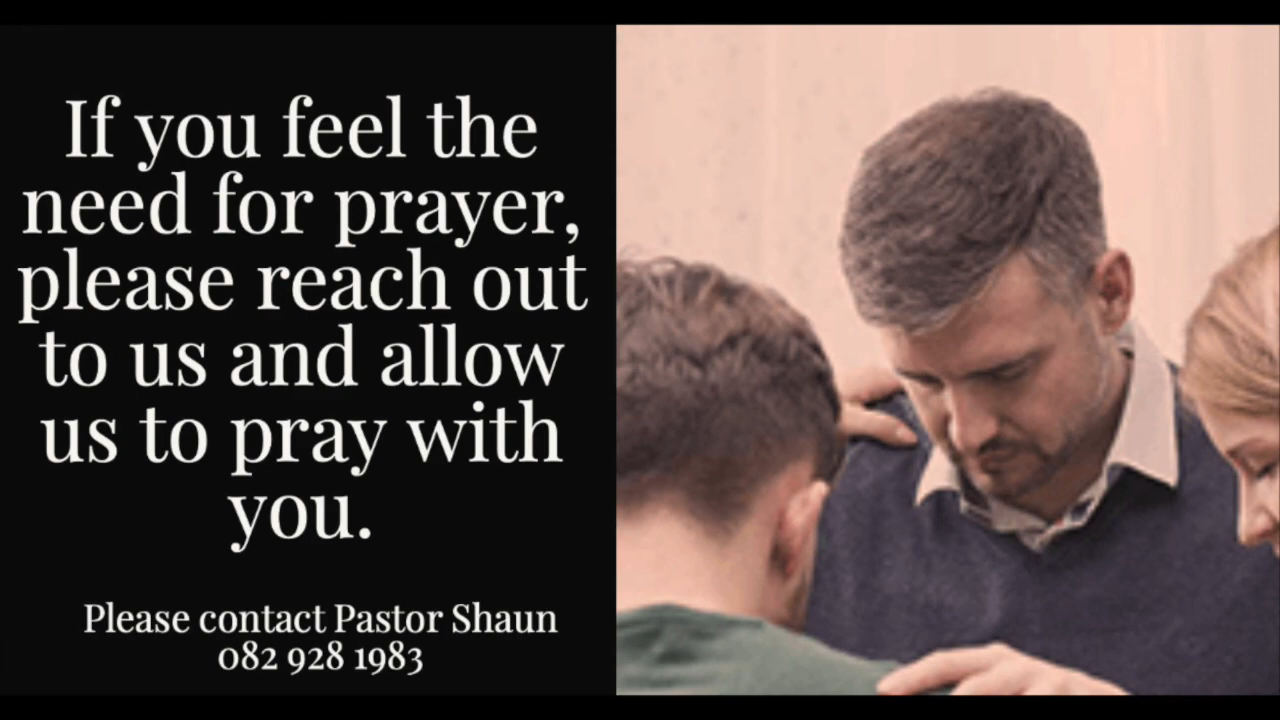 If you feel the
need for prayer,
please reach out
to us and allow
us to pray with
you.
Please contact Pastor Shaun
082 928 1983